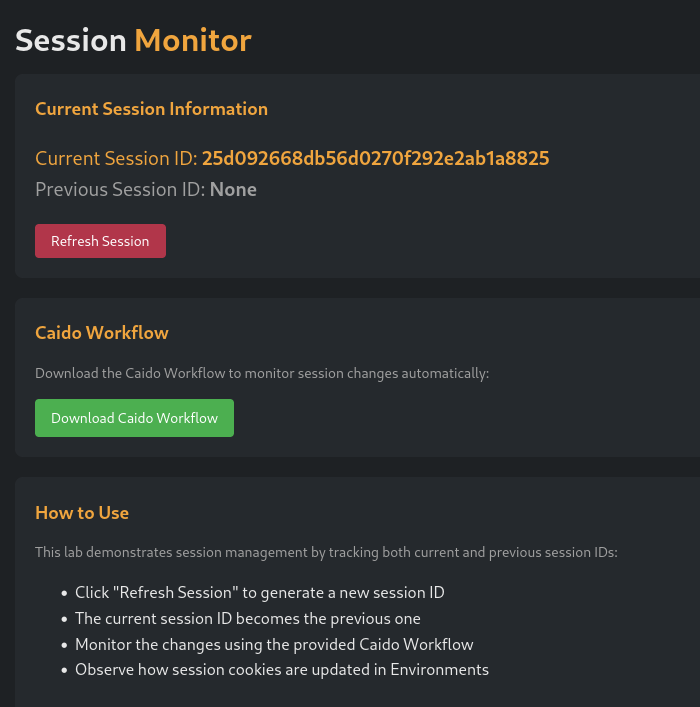 Session Monitor
Current Session Information
Current Session ID: 25d092668db56d0270f292e2ab1a8825
Previous Session ID: None
Refresh Session
Caido Workflow
Download the Caido Workflow to monitor session changes automatically:
Download Caido Workflow
How to Use
This lab demonstrates session management by tracking both current and previous session IDs:
• Click "Refresh Session" to generate a new session ID
• The current session ID becomes the previous one
• Monitor the changes using the provided Caido Workflow
• Observe how session cookies are updated in Environments